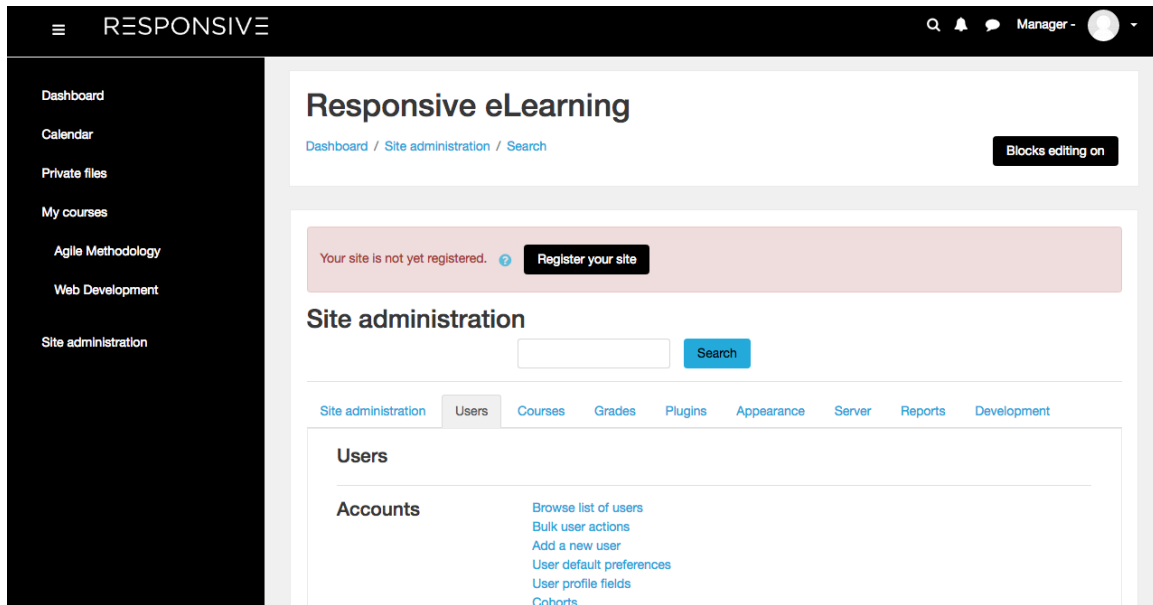 RESPONSIVE
Manager -
Dashboard
Calendar
Private files
My courses
Agile Methodology
Web Development
Site administration
Responsive eLearning
Dashboard / Site administration / Search
Blocks editing on
Your site is not yet registered. ? Register your site
Site administration
Search
Site administration Users Courses Grades Plugins Appearance Server Reports Development
Users
Accounts
Browse list of users
Bulk user actions
Add a new user
User default preferences
User profile fields
Cohorts